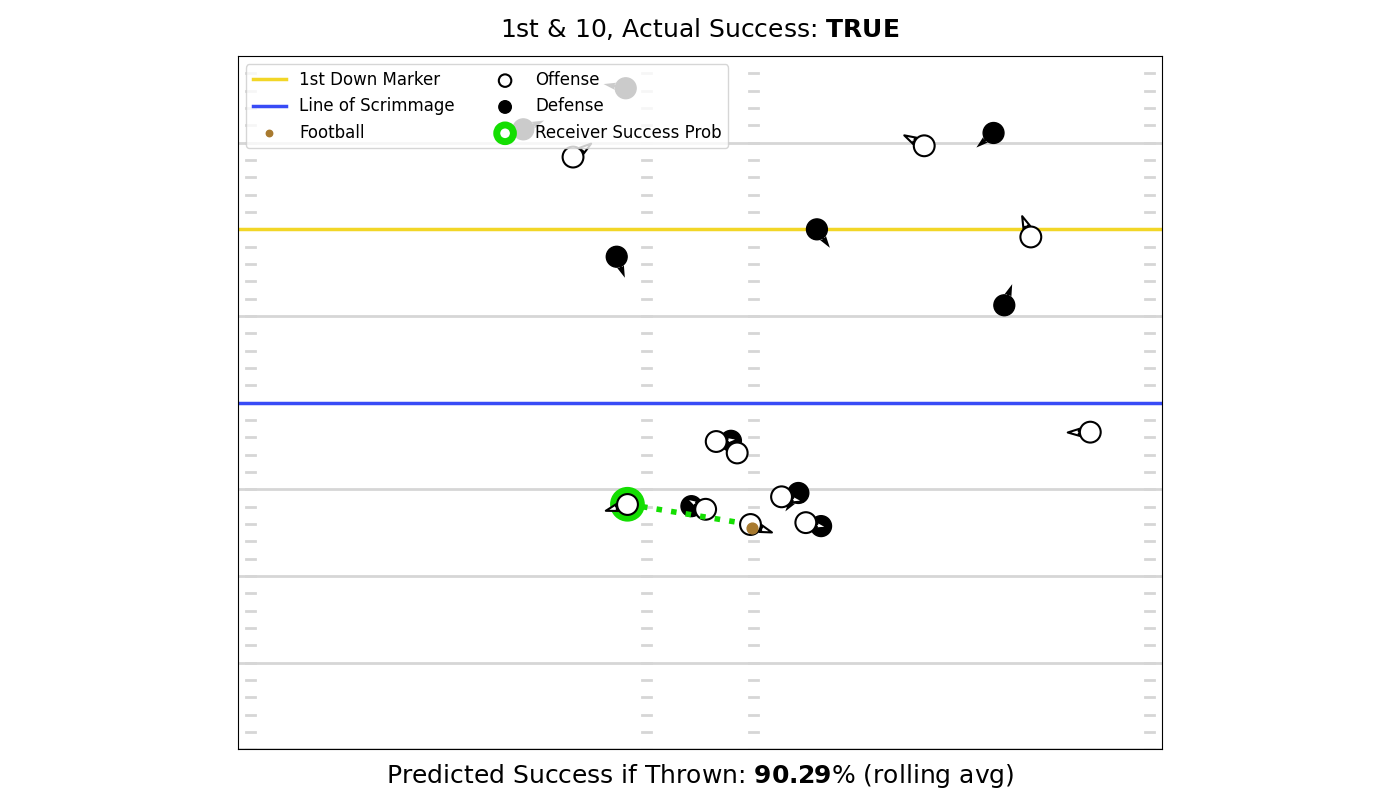 1st & 10, Actual Success: TRUE
1st Down Marker
Line of Scrimmage
Football
Offense
Defense
Receiver Success Prob
Predicted Success if Thrown: 90.29% (rolling avg)